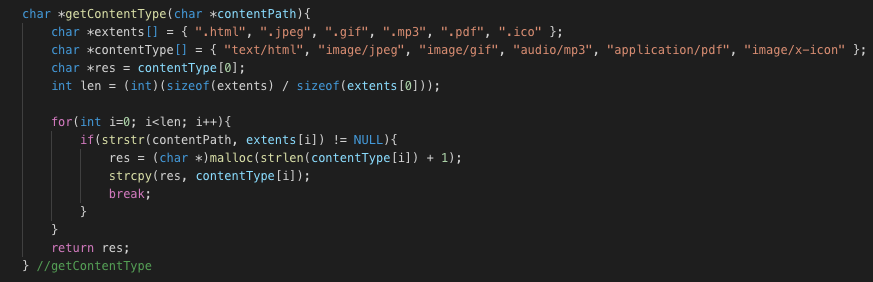 char *getContentType(char *contentPath){
    char *extents[] = { ".html", ".jpeg", ".gif", ".mp3", ".pdf", ".ico" };
    char *contentType[] = { "text/html", "image/jpeg", "image/gif", "audio/mp3", "application/pdf", "image/x-icon" };
    char *res = contentType[0];
    int len = (int)(sizeof(extents) / sizeof(extents[0]));

    for(int i=0; i<len; i++){
        if(strstr(contentPath, extents[i]) != NULL){
            res = (char *)malloc(strlen(contentType[i]) + 1);
            strcpy(res, contentType[i]);
            break;
        }
    }
    return res;
} //getContentType